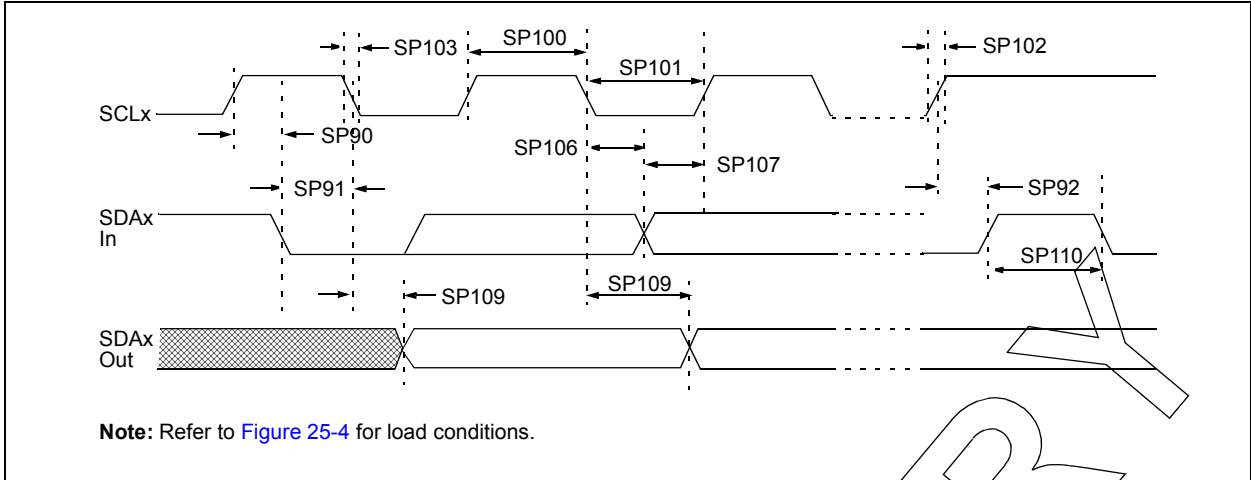 SP103
SP100
SP102
SP101
SCLx
SP90
SP106
SP107
SP91
SP92
SDAx
In
SP110
SP109
SP109
SDAx
Out
Note: Refer to Figure 25-4 for load conditions.